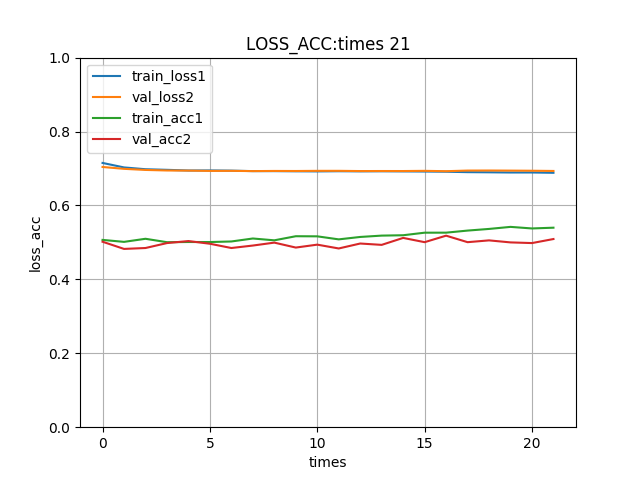 LOSS_ACC:times 21
1.0
0.8
0.6
0.4
0.2
0.0
loss_acc
train_loss1
val_loss2
train_acc1
val_acc2
0 5 10 15 20
times